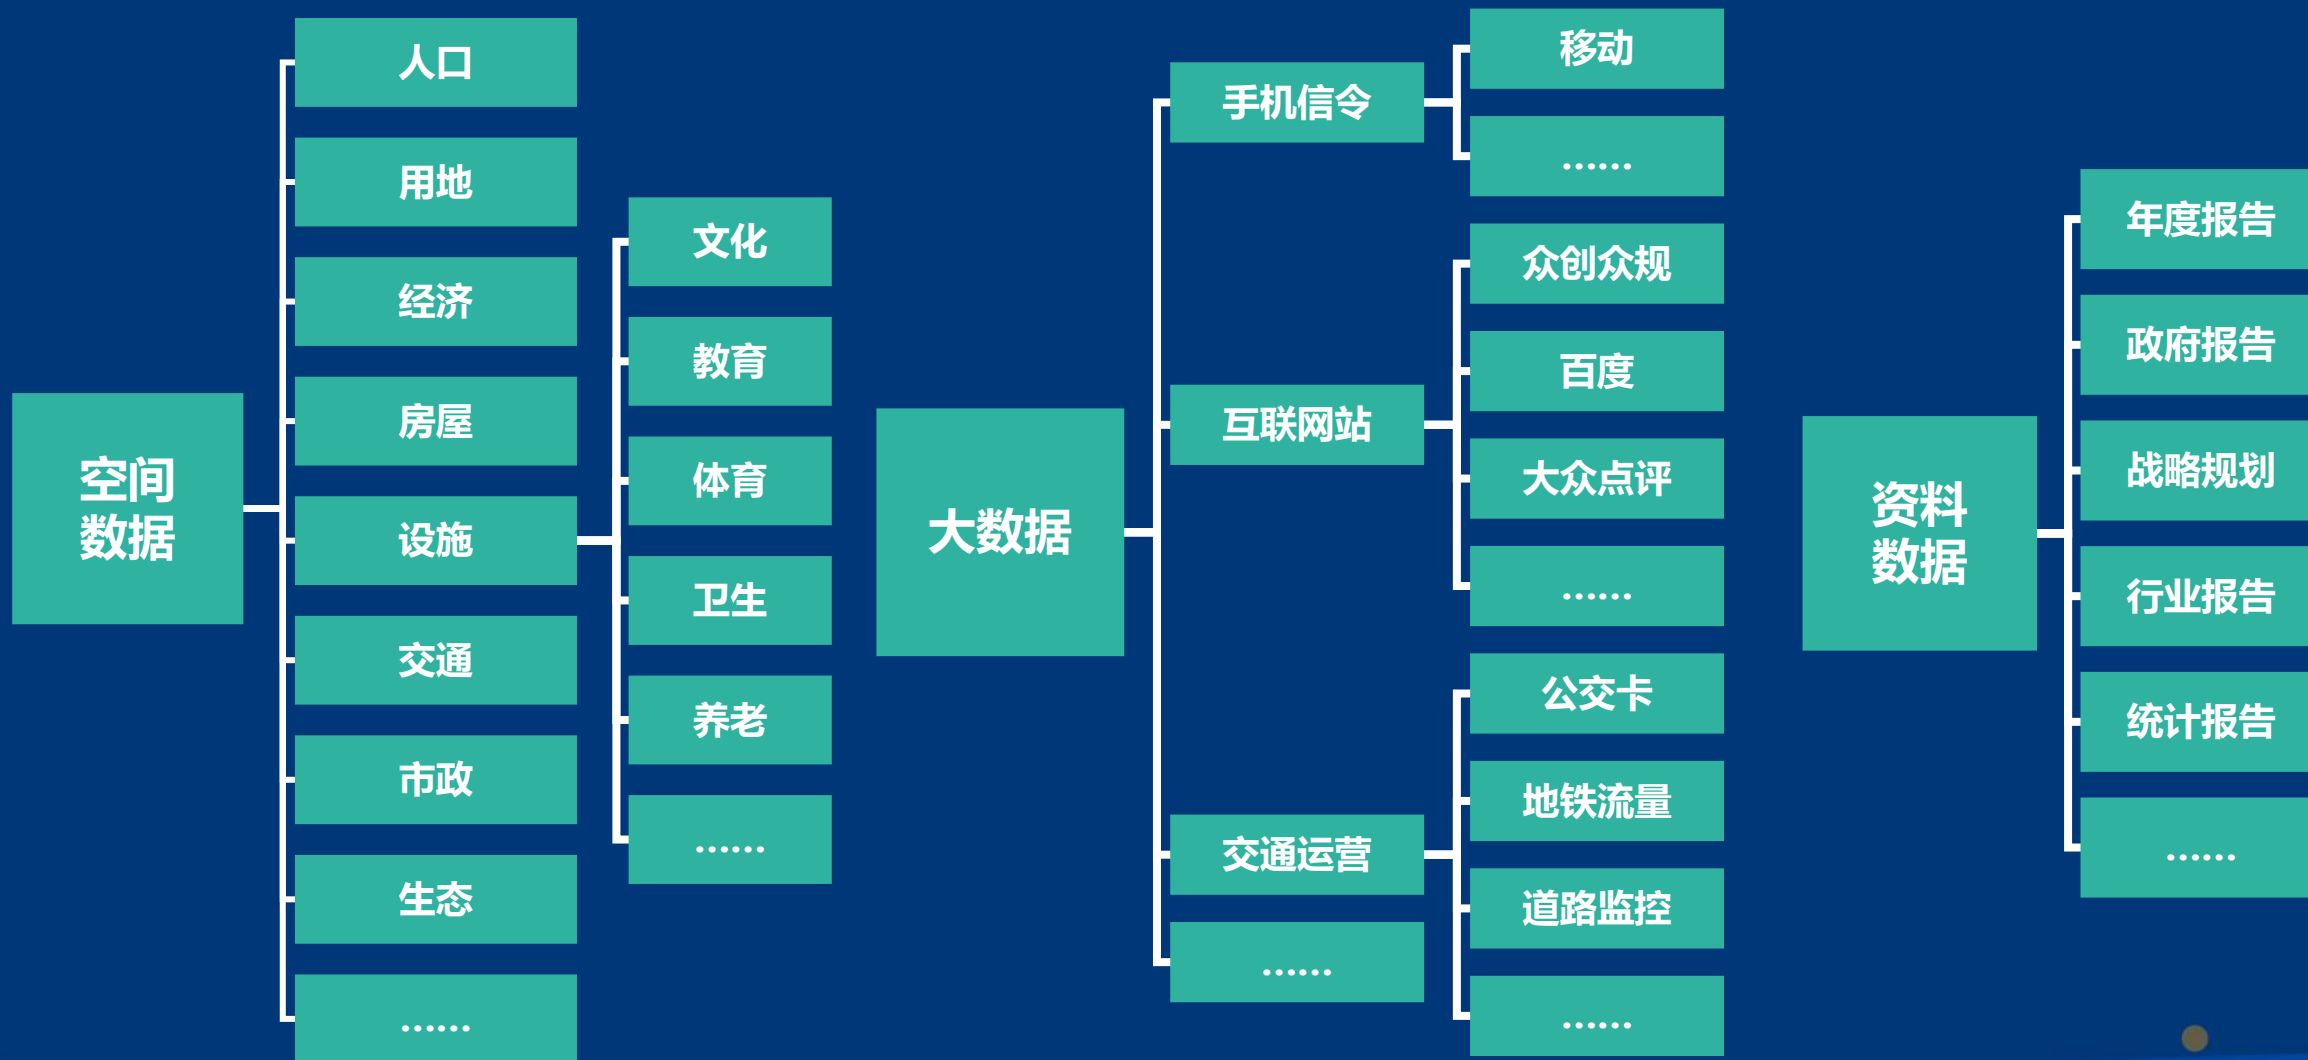 空间
数据
人口
用地
经济
房屋
设施
交通
市政
生态
……
文化
教育
体育
卫生
养老
……
大数据
手机信令
互联网站
交通运营
……
移动
……
众创众规
百度
大众点评
……
公交卡
地铁流量
道路监控
……
资料
数据
年度报告
政府报告
战略规划
行业报告
统计报告
……